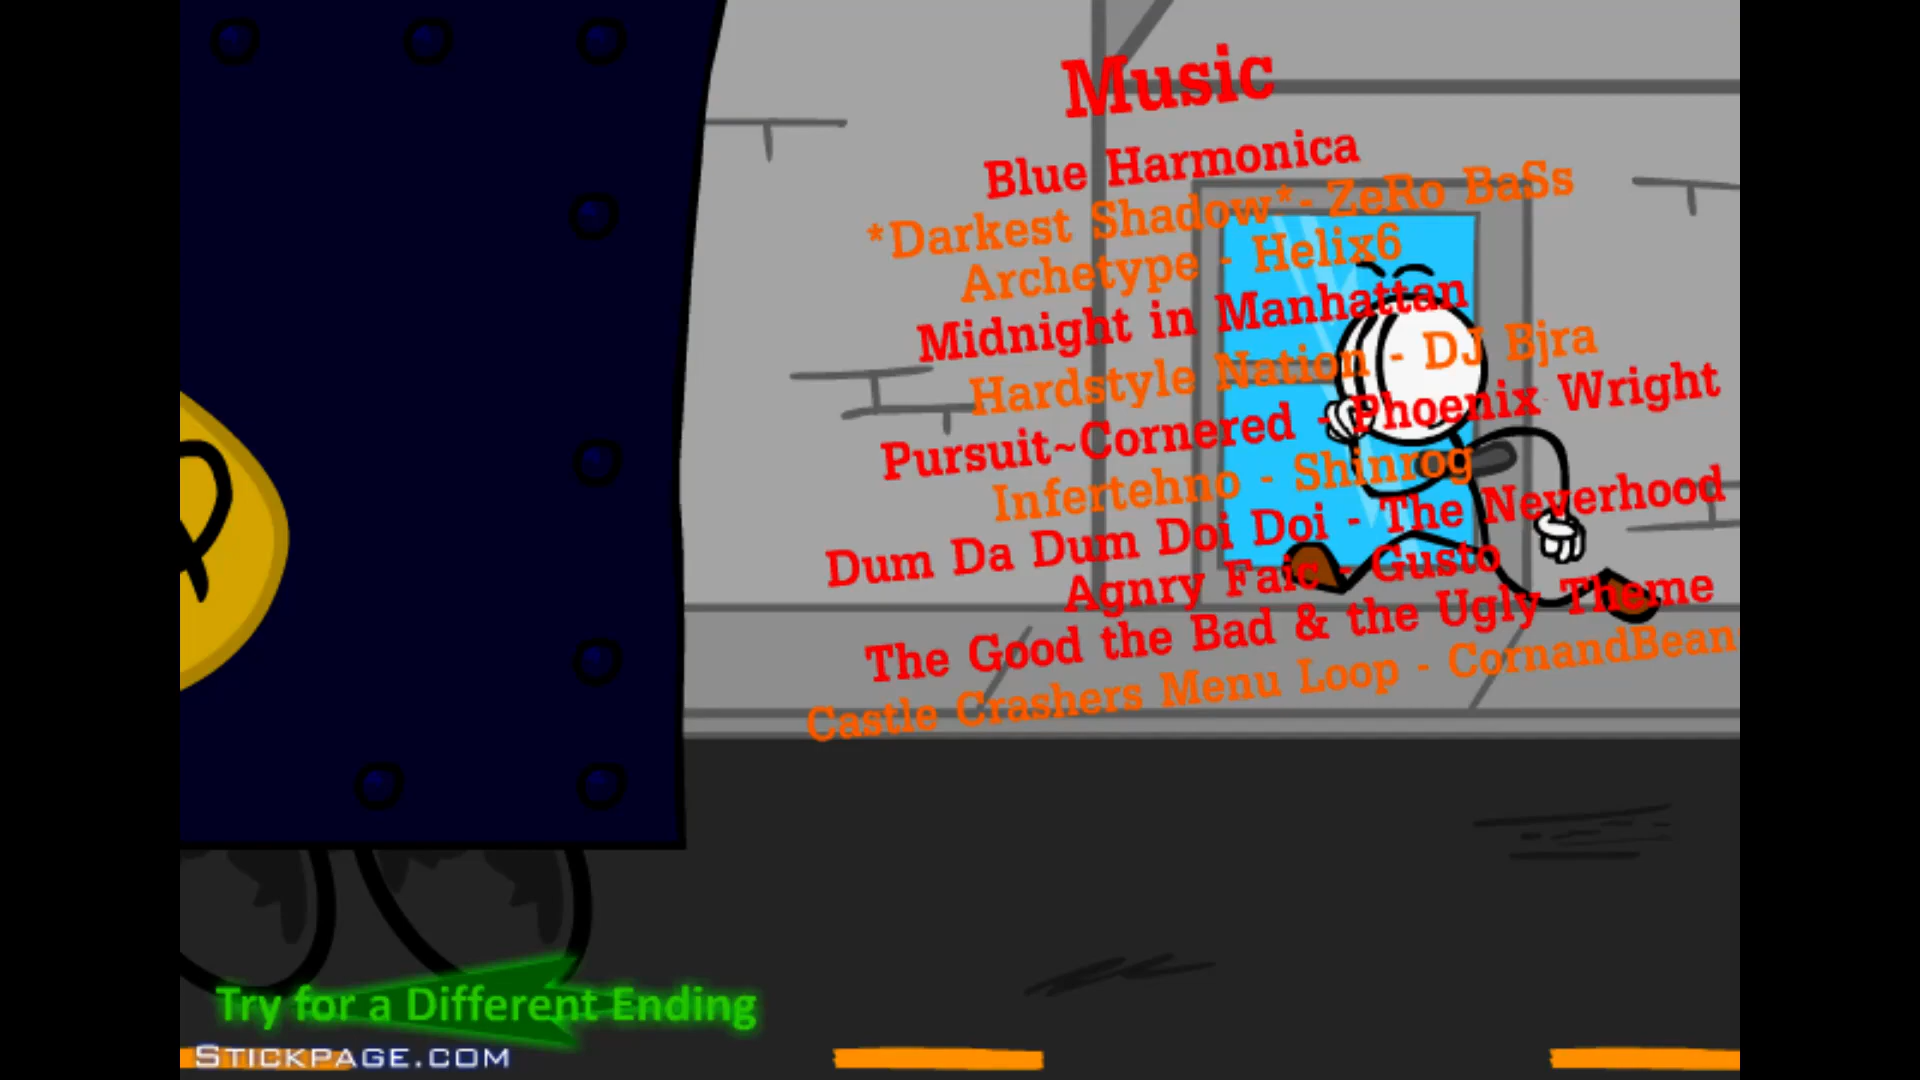 Music
Blue Harmonica
*Darkest Shadow*- ZeRo BaSs
Archetype - Helix6
Midnight in Manhattan
Hardstyle Nation - DJ Bjra
Pursuit~Cornered - Phoenix Wright
Infertehno - Shinrog
Dum Da Dum Doi Doi - The Neverhood
Agnry Faic - Gusto
The Good the Bad & the Ugly Theme
Castle Crashers Menu Loop - CornandBean
Try for a Different Ending
STICKPAGE.COM